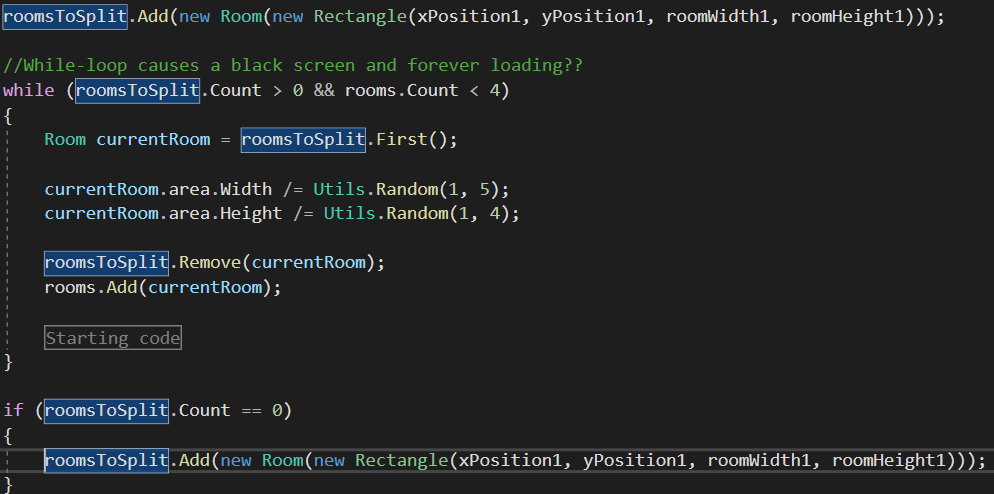 roomsToSplit.Add(new Room(new Rectangle(xPosition1, yPosition1, roomWidth1, roomHeight1)));
//While-loop causes a black screen and forever loading??
while (roomsToSplit.Count > 0 && rooms.Count < 4)
{
Room currentRoom = roomsToSplit.First();
currentRoom.area.Width /= Utils.Random(1, 5);
currentRoom.area.Height /= Utils.Random(1, 4);
roomsToSplit.Remove(currentRoom);
rooms.Add(currentRoom);
Starting code
}
if (roomsToSplit.Count == 0)
{
roomsToSplit.Add(new Room(new Rectangle(xPosition1, yPosition1, roomWidth1, roomHeight1)));
}